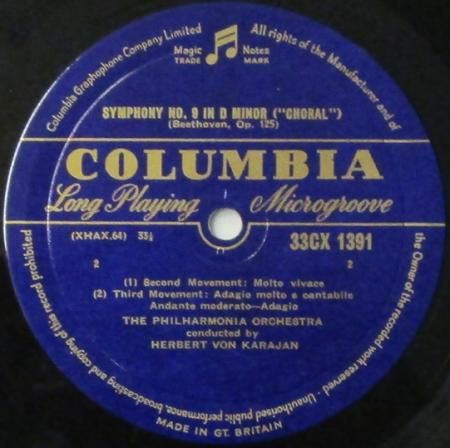 Columbia Graphophone Company Limited
All rights of the Manufacturer and of
the Owner of the recorded work reserved - Unauthorised public performance, broadcasting and copying of this record prohibited
Magic Notes
TRADE MARK
SYMPHONY NO. 9 IN D MINOR ("CHORAL")
(Beethoven, Op. 125)
COLUMBIA
Long Playing Microgroove
(XHAX.64) 33⅓ 33CX 1391
2 2
(1) Second Movement: Molto vivace
(2) Third Movement: Adagio molto e cantabile
Andante moderato—Adagio
THE PHILHARMONIA ORCHESTRA
conducted by
HERBERT VON KARAJAN
MADE IN GT. BRITAIN